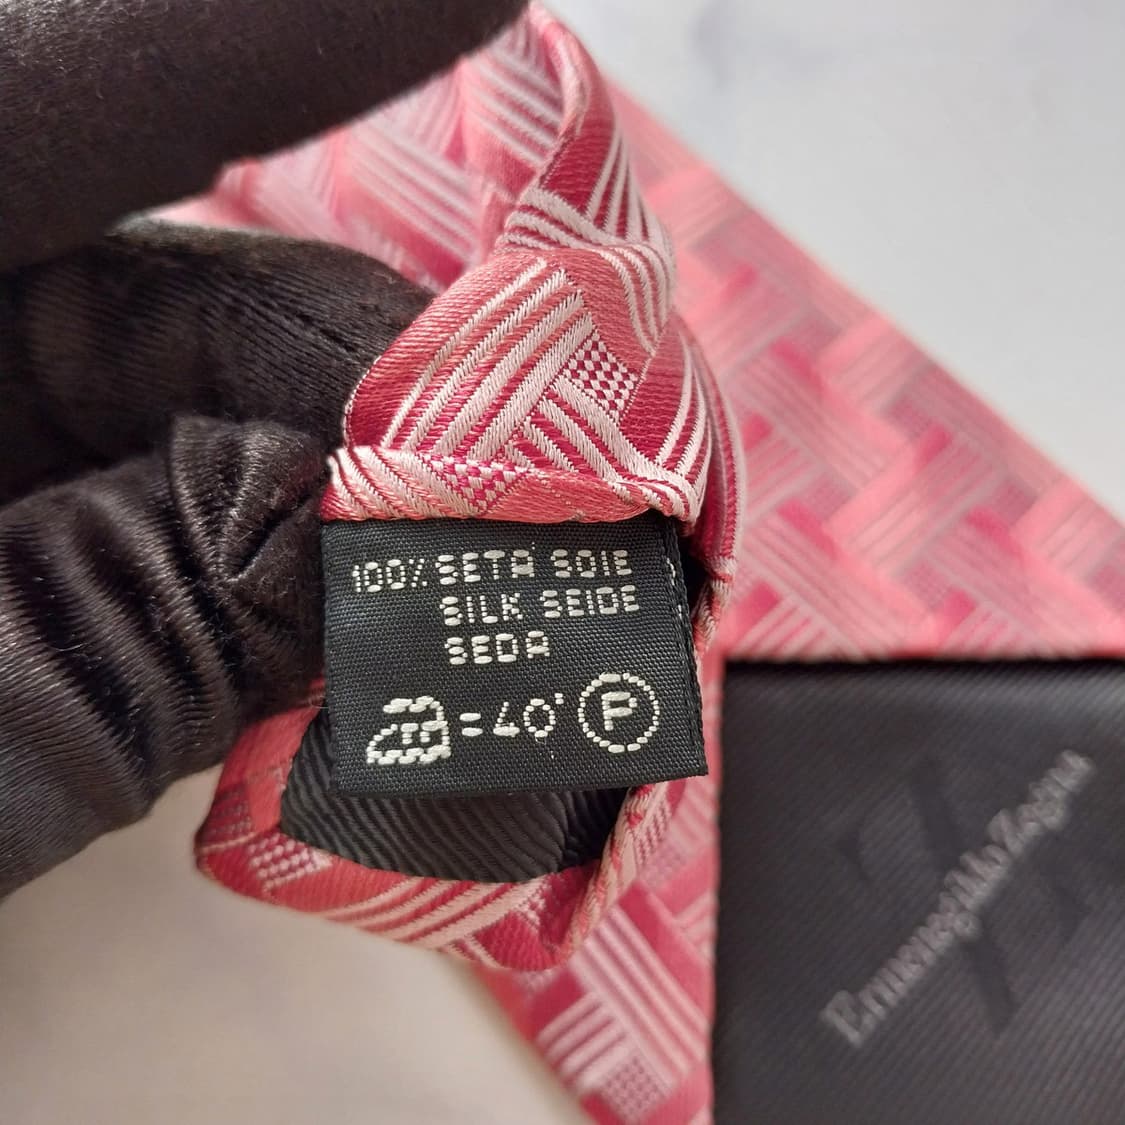 100% SETA SOIE
SILK SEIDE
SEDA
=40° P
Ermenegildo Zegna